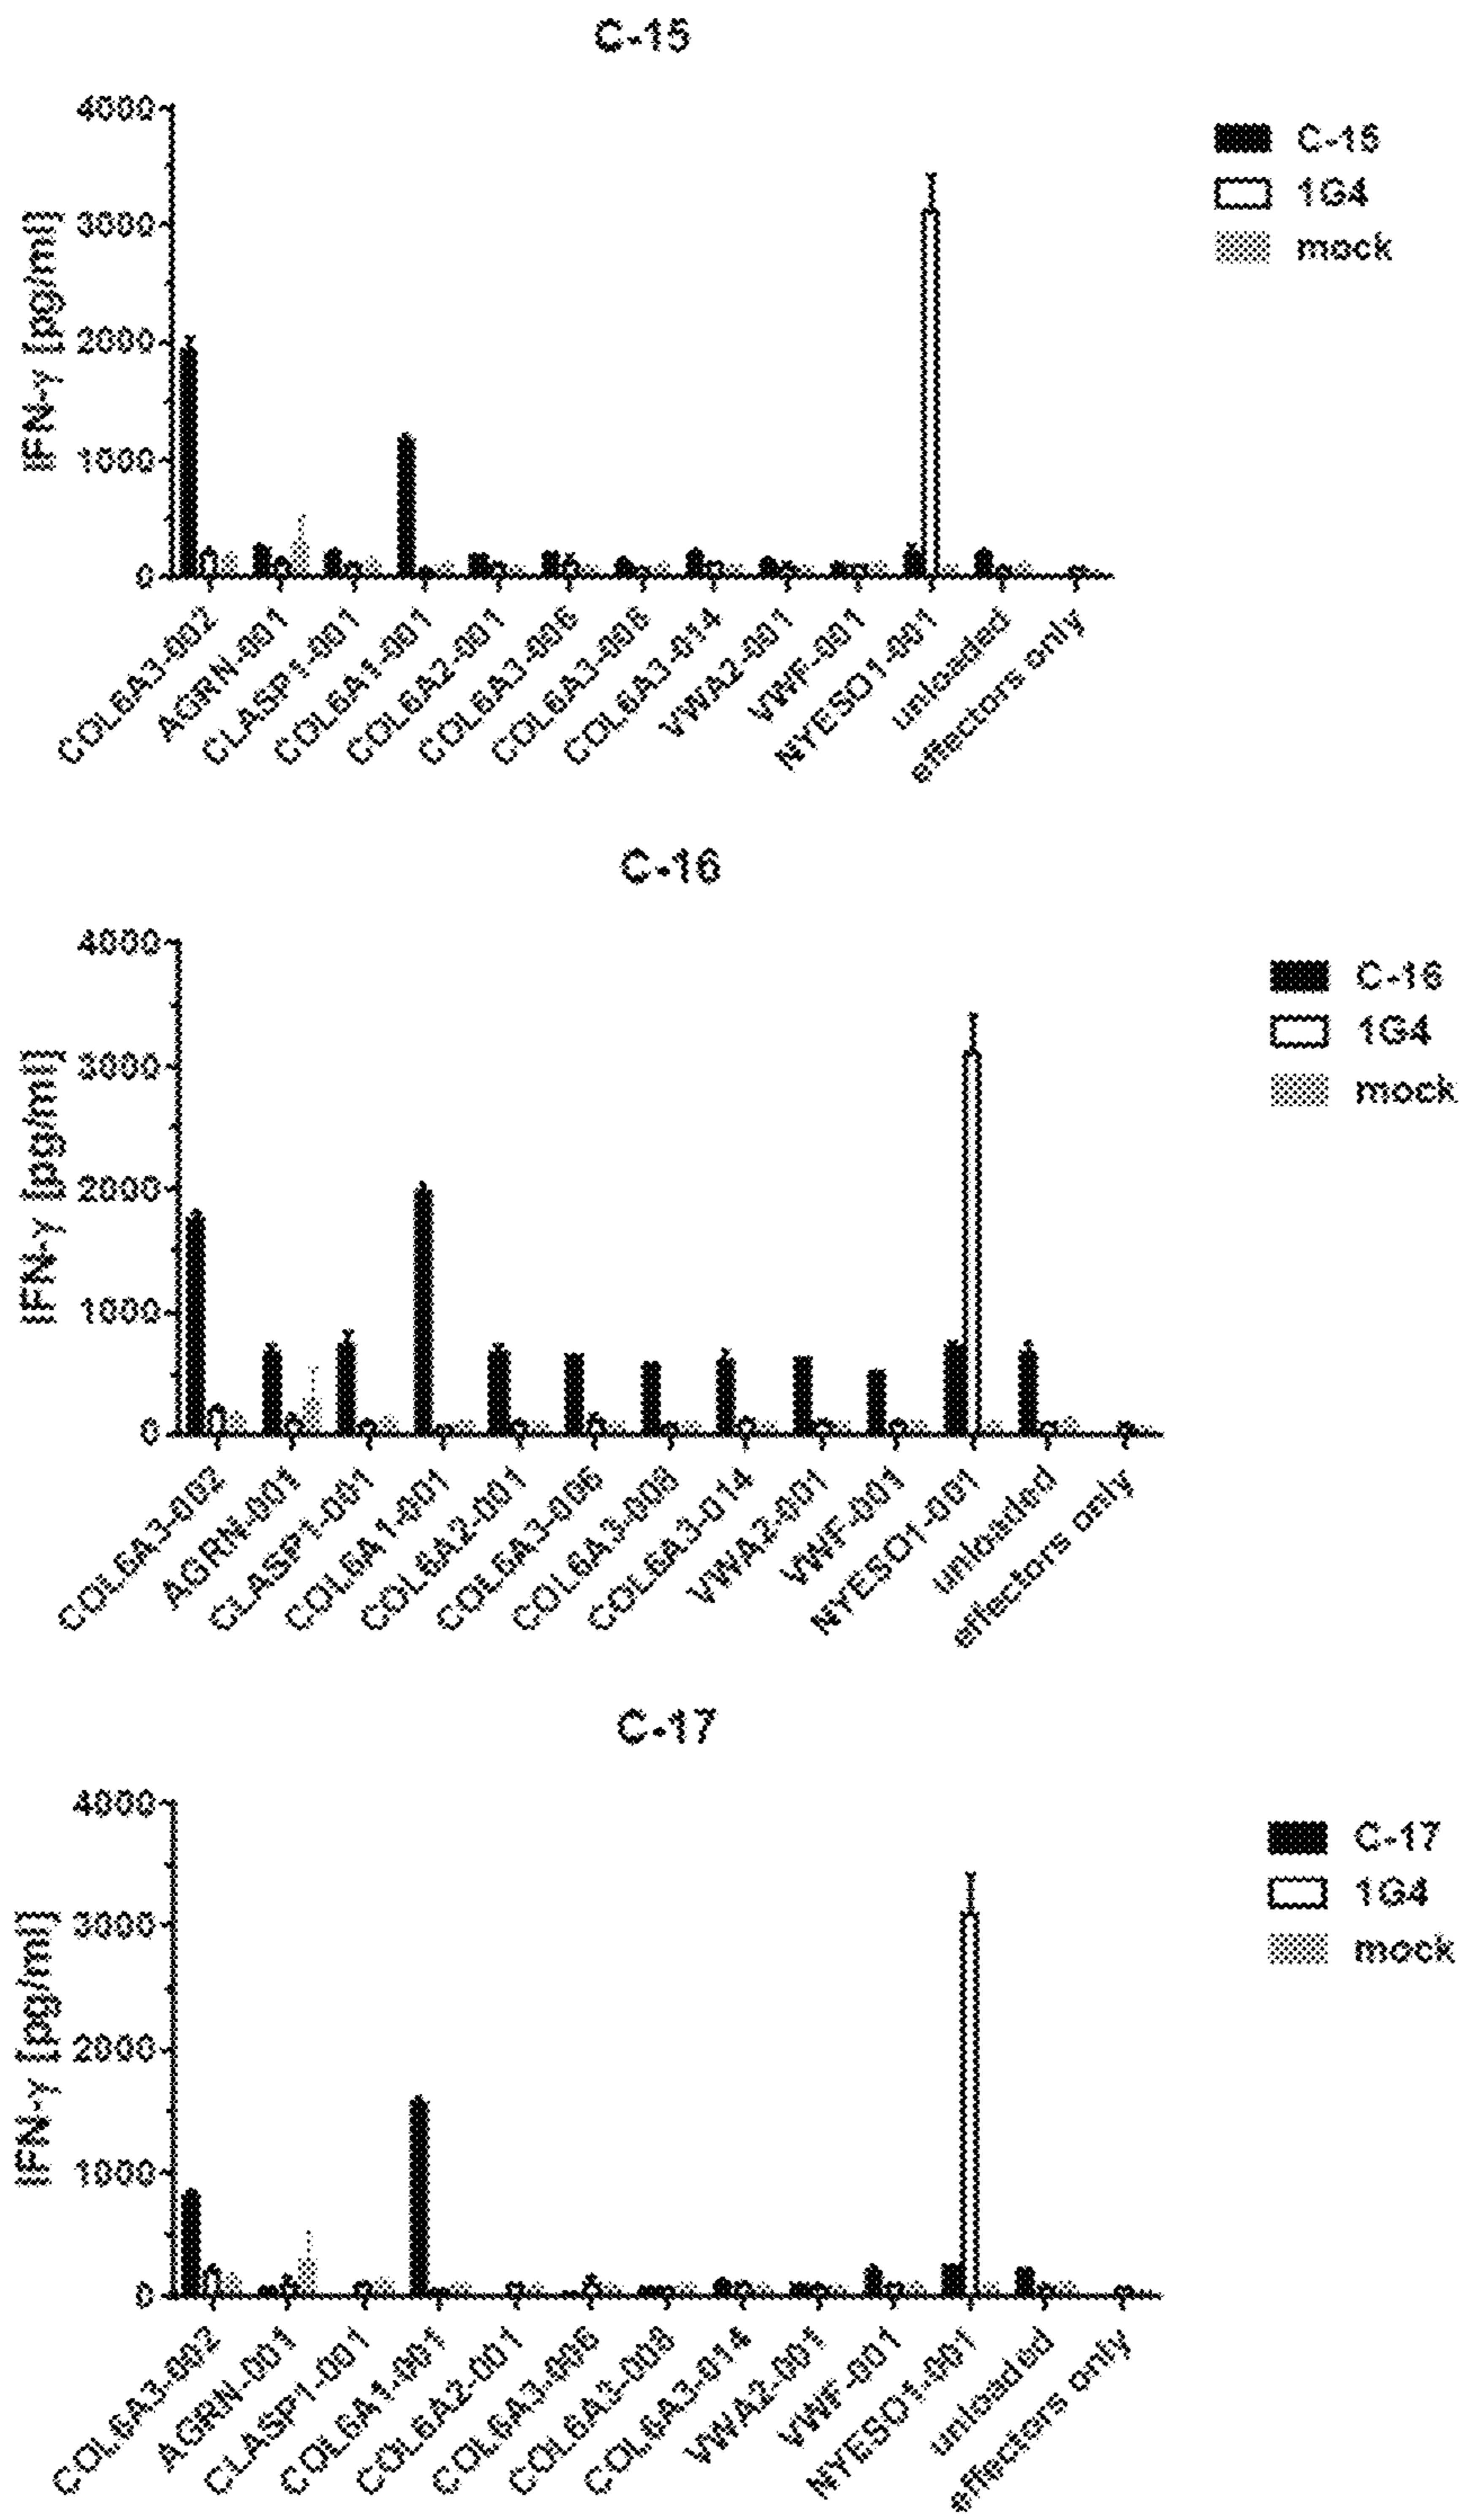 C-15
4000
3000
2000
1000
0
IFN-γ [pg/ml]
C-15
1G4
mock
COL6A3-002
AGRN-001
CLASP1-001
COL6A1-001
COL6A2-001
COL6A3-006
COL6A3-008
COL6A3-014
VWA2-001
VWF-001
NYESO1-001
unloaded
effectors only
C-16
4000
3000
2000
1000
0
IFN-γ [pg/ml]
C-16
1G4
mock
COL6A3-002
AGRN-001
CLASP1-001
COL6A1-001
COL6A2-001
COL6A3-006
COL6A3-008
COL6A3-014
VWA2-001
VWF-001
NYESO1-001
unloaded
effectors only
C-17
4000
3000
2000
1000
0
IFN-γ [pg/ml]
C-17
1G4
mock
COL6A3-002
AGRN-001
CLASP1-001
COL6A1-001
COL6A2-001
COL6A3-006
COL6A3-008
COL6A3-014
VWA2-001
VWF-001
NYESO1-001
unloaded
effectors only